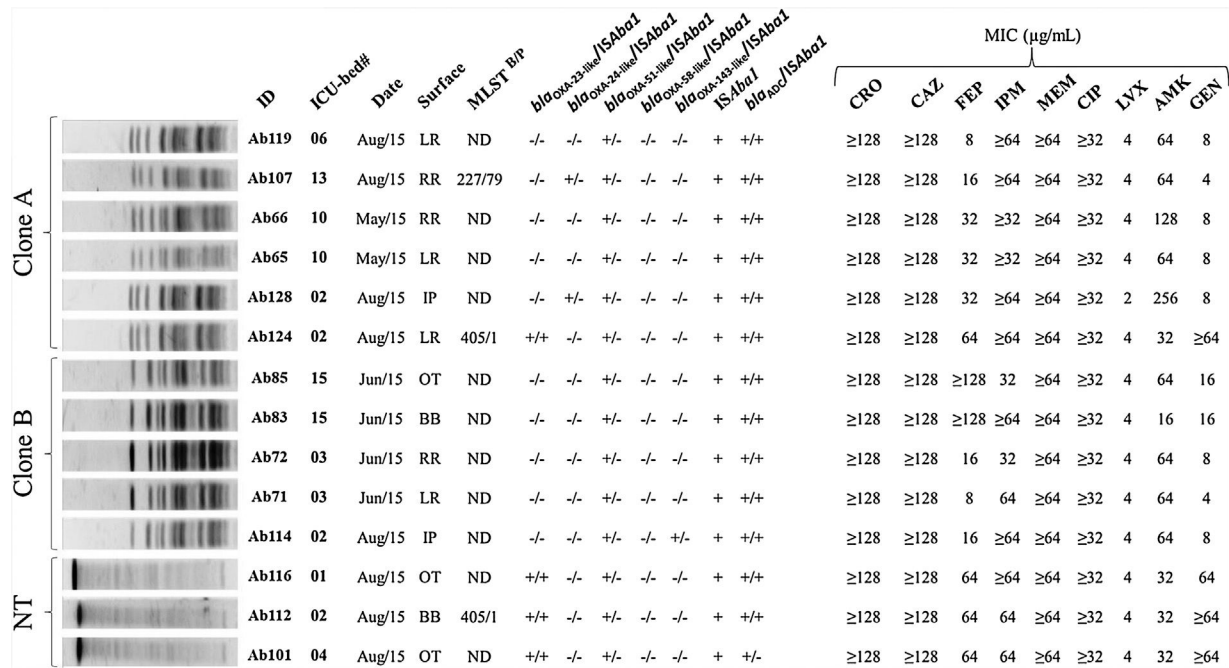 MIC (µg/mL)
ID ICU-bed# Date Surface MLST B/P blaOXA-23-like/ISAba1 blaOXA-24-like/ISAba1 blaOXA-51-like/ISAba1 blaOXA-58-like/ISAba1 blaOXA-143-like/ISAba1 ISAba1 blaADC/ISAba1 CRO CAZ FEP IPM MEM CIP LVX AMK GEN
Clone A
Ab119 06 Aug/15 LR ND -/- -/- +/- -/- -/- + +/+ ≥128 ≥128 8 ≥64 ≥64 ≥32 4 64 8
Ab107 13 Aug/15 RR 227/79 -/- +/- +/- -/- -/- + +/+ ≥128 ≥128 16 ≥64 ≥64 ≥32 4 64 4
Ab66 10 May/15 RR ND -/- -/- +/- -/- -/- + +/+ ≥128 ≥128 32 ≥32 ≥64 ≥32 4 128 8
Ab65 10 May/15 LR ND -/- -/- +/- -/- -/- + +/+ ≥128 ≥128 32 ≥32 ≥64 ≥32 4 64 8
Ab128 02 Aug/15 IP ND -/- +/- +/- -/- -/- + +/+ ≥128 ≥128 32 ≥64 ≥64 ≥32 2 256 8
Ab124 02 Aug/15 LR 405/1 +/+ -/- +/- -/- -/- + +/+ ≥128 ≥128 64 ≥64 ≥64 ≥32 4 32 ≥64
Clone B
Ab85 15 Jun/15 OT ND -/- -/- +/- -/- -/- + +/+ ≥128 ≥128 ≥128 32 ≥64 ≥32 4 64 16
Ab83 15 Jun/15 BB ND -/- -/- +/- -/- -/- + +/+ ≥128 ≥128 ≥128 ≥64 ≥64 ≥32 4 16 16
Ab72 03 Jun/15 RR ND -/- -/- +/- -/- -/- + +/+ ≥128 ≥128 16 32 ≥64 ≥32 4 64 8
Ab71 03 Jun/15 LR ND -/- -/- +/- -/- -/- + +/+ ≥128 ≥128 8 64 ≥64 ≥32 4 64 4
Ab114 02 Aug/15 IP ND -/- -/- +/- -/- +/- + +/+ ≥128 ≥128 16 ≥64 ≥64 ≥32 4 64 8
NT
Ab116 01 Aug/15 OT ND +/+ -/- +/- -/- -/- + +/+ ≥128 ≥128 64 ≥64 ≥64 ≥32 4 32 64
Ab112 02 Aug/15 BB 405/1 +/+ -/- +/- -/- -/- + +/+ ≥128 ≥128 64 64 ≥64 ≥32 4 32 ≥64
Ab101 04 Aug/15 OT ND +/+ -/- +/- -/- -/- + +/- ≥128 ≥128 64 64 ≥64 ≥32 4 32 ≥64